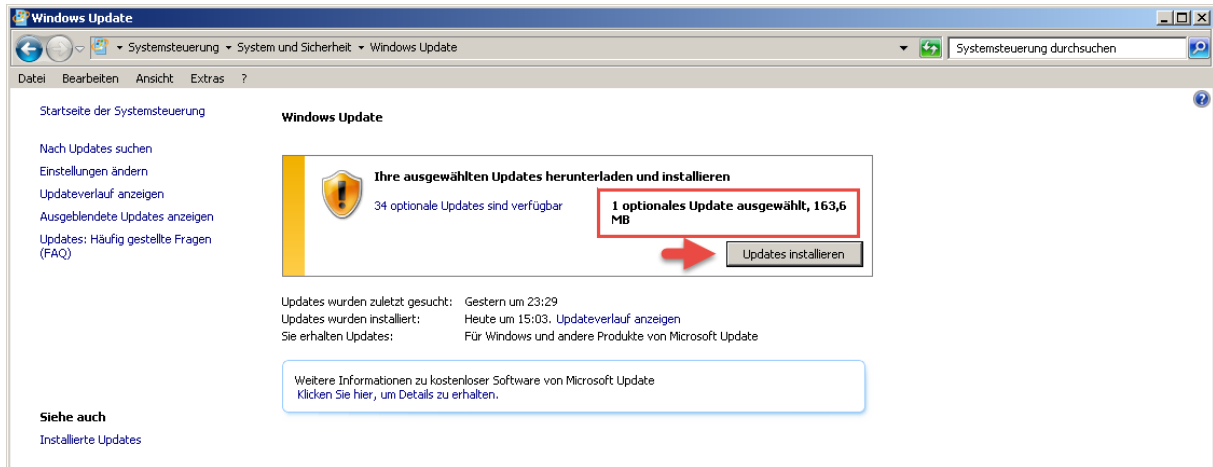 Windows Update
Systemsteuerung System und Sicherheit Windows Update
Systemsteuerung durchsuchen
Datei Bearbeiten Ansicht Extras ?
Startseite der Systemsteuerung
Nach Updates suchen
Einstellungen ändern
Updateverlauf anzeigen
Ausgeblendete Updates anzeigen
Updates: Häufig gestellte Fragen
(FAQ)
Siehe auch
Installierte Updates
Windows Update
Ihre ausgewählten Updates herunterladen und installieren
34 optionale Updates sind verfügbar
1 optionales Update ausgewählt, 163,6
MB
Updates installieren
Updates wurden zuletzt gesucht: Gestern um 23:29
Updates wurden installiert: Heute um 15:03. Updateverlauf anzeigen
Sie erhalten Updates: Für Windows und andere Produkte von Microsoft Update
Weitere Informationen zu kostenloser Software von Microsoft Update
Klicken Sie hier, um Details zu erhalten.